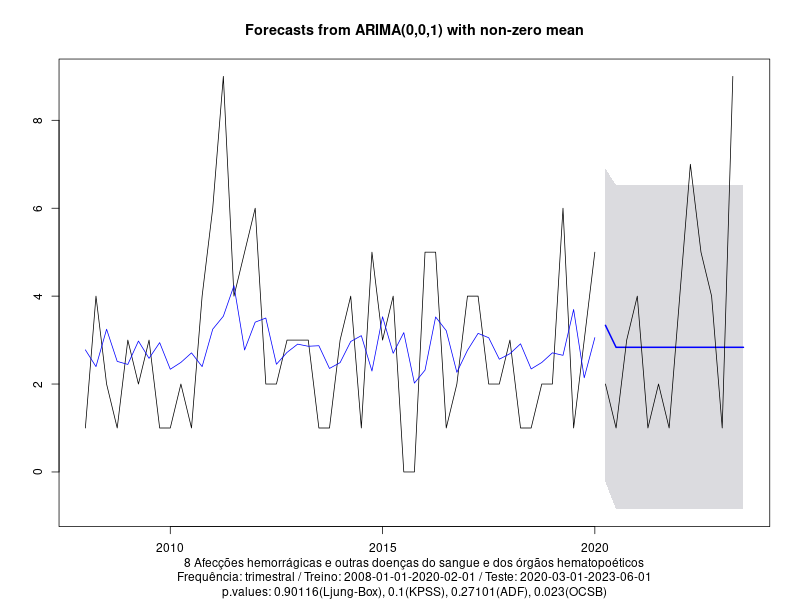 Forecasts from ARIMA(0,0,1) with non-zero mean
8
6
4
2
0
2010 2015 2020
8 Afecções hemorrágicas e outras doenças do sangue e dos órgãos hematopoéticos
Frequência: trimestral / Treino: 2008-01-01-2020-02-01 / Teste: 2020-03-01-2023-06-01
p.values: 0.90116(Ljung-Box), 0.1(KPSS), 0.27101(ADF), 0.023(OCSB)